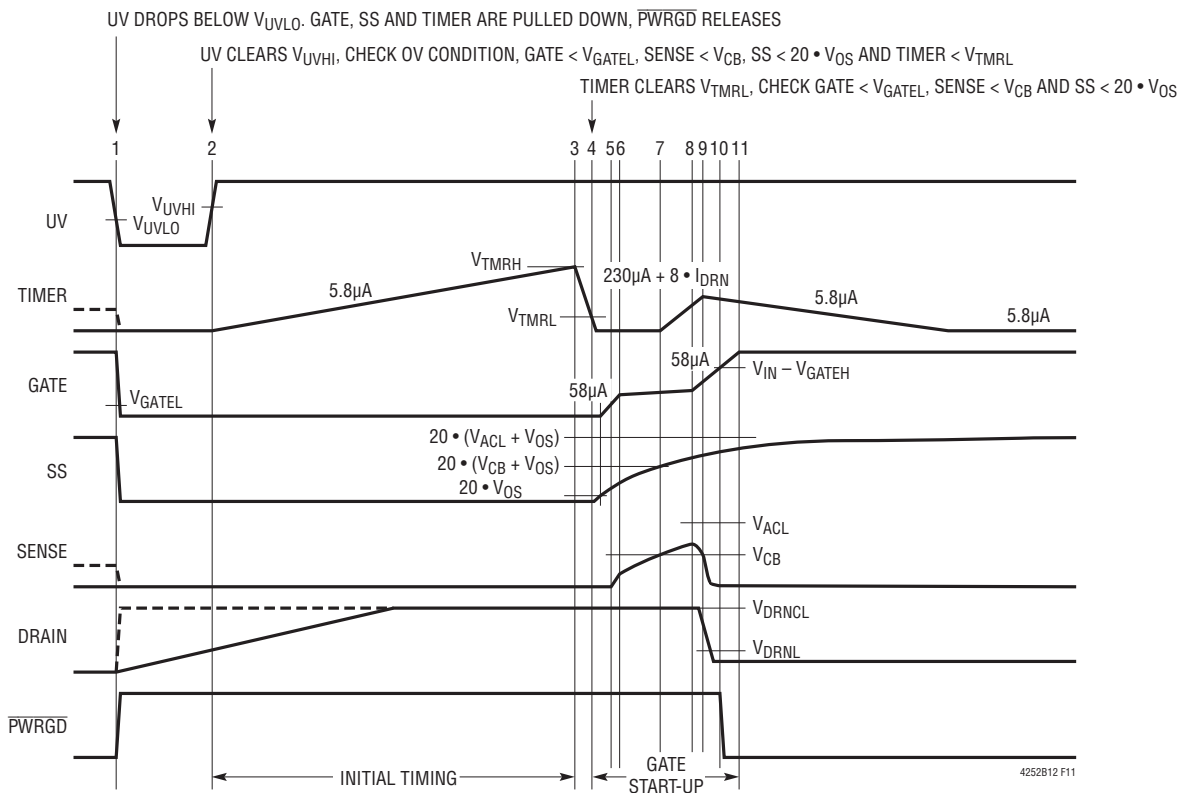 UV DROPS BELOW VUVLO. GATE, SS AND TIMER ARE PULLED DOWN, PWRGD RELEASES
UV CLEARS VUVHI, CHECK OV CONDITION, GATE < VGATEL, SENSE < VCB, SS < 20 • VOS AND TIMER < VTMRL
TIMER CLEARS VTMRL, CHECK GATE < VGATEL, SENSE < VCB AND SS < 20 • VOS
1 2 3 4 5 6 7 8 9 10 11
UV
VUVHI
VUVLO
TIMER
5.8µA
VTMRH
VTMRL
230µA + 8 • IDRN
5.8µA
5.8µA
GATE
VGATEL
58µA
58µA
VIN – VGATEH
SS
20 • (VACL + VOS)
20 • (VCB + VOS)
20 • VOS
SENSE
VACL
VCB
DRAIN
VDRNCL
VDRNL
PWRGD
INITIAL TIMING
GATE
START-UP
4252B12 F11